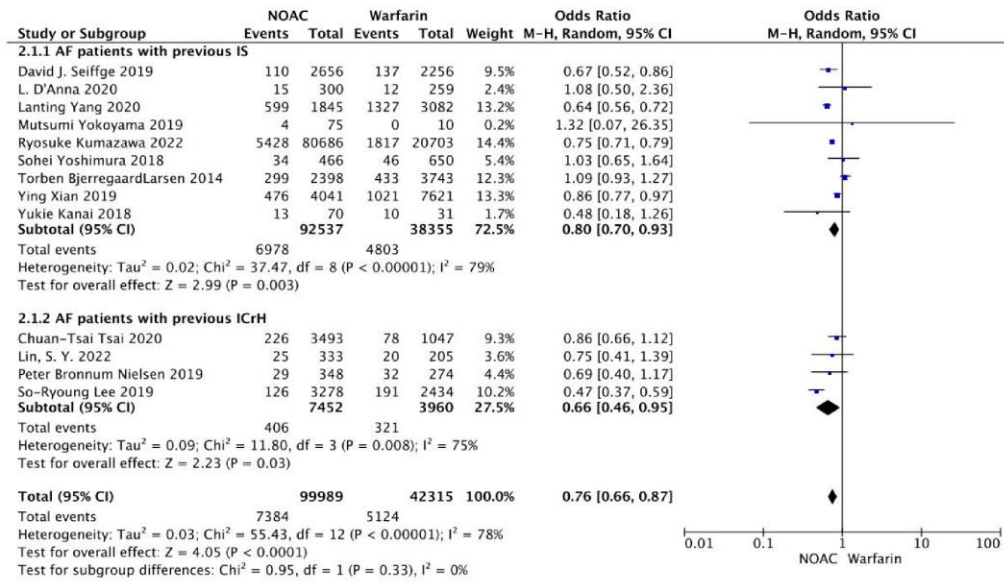 NOAC Warfarin Odds Ratio Odds Ratio
Study or Subgroup Events Total Events Total Weight M-H, Random, 95% CI M-H, Random, 95% CI
2.1.1 AF patients with previous IS
David J. Seiffge 2019 110 2656 137 2256 9.5% 0.67 [0.52, 0.86]
L. D'Anna 2020 15 300 12 259 2.4% 1.08 [0.50, 2.36]
Lanting Yang 2020 599 1845 1327 3082 13.2% 0.64 [0.56, 0.72]
Mutsumi Yokoyama 2019 4 75 0 10 0.2% 1.32 [0.07, 26.35]
Ryosuke Kumazawa 2022 5428 80686 1817 20703 14.4% 0.75 [0.71, 0.79]
Sohei Yoshimura 2018 34 466 46 650 5.4% 1.03 [0.65, 1.64]
Torben BjerregaardLarsen 2014 299 2398 433 3743 12.3% 1.09 [0.93, 1.27]
Ying Xian 2019 476 4041 1021 7621 13.3% 0.86 [0.77, 0.97]
Yukie Kanai 2018 13 70 10 31 1.7% 0.48 [0.18, 1.26]
Subtotal (95% CI) 92537 38355 72.5% 0.80 [0.70, 0.93]
Total events 6978 4803
Heterogeneity: Tau² = 0.02; Chi² = 37.47, df = 8 (P < 0.00001); I² = 79%
Test for overall effect: Z = 2.99 (P = 0.003)
2.1.2 AF patients with previous ICrH
Chuan-Tsai Tsai 2020 226 3493 78 1047 9.3% 0.86 [0.66, 1.12]
Lin, S. Y. 2022 25 333 20 205 3.6% 0.75 [0.41, 1.39]
Peter Bronnum Nielsen 2019 29 348 32 274 4.4% 0.69 [0.40, 1.17]
So-Ryoung Lee 2019 126 3278 191 2434 10.2% 0.47 [0.37, 0.59]
Subtotal (95% CI) 7452 3960 27.5% 0.66 [0.46, 0.95]
Total events 406 321
Heterogeneity: Tau² = 0.09; Chi² = 11.80, df = 3 (P = 0.008); I² = 75%
Test for overall effect: Z = 2.23 (P = 0.03)
Total (95% CI) 99989 42315 100.0% 0.76 [0.66, 0.87]
Total events 7384 5124
Heterogeneity: Tau² = 0.03; Chi² = 55.43, df = 12 (P < 0.00001); I² = 78%
Test for overall effect: Z = 4.05 (P < 0.0001)
Test for subgroup differences: Chi² = 0.95, df = 1 (P = 0.33), I² = 0%
0.01 0.1 1 10 100
NOAC Warfarin